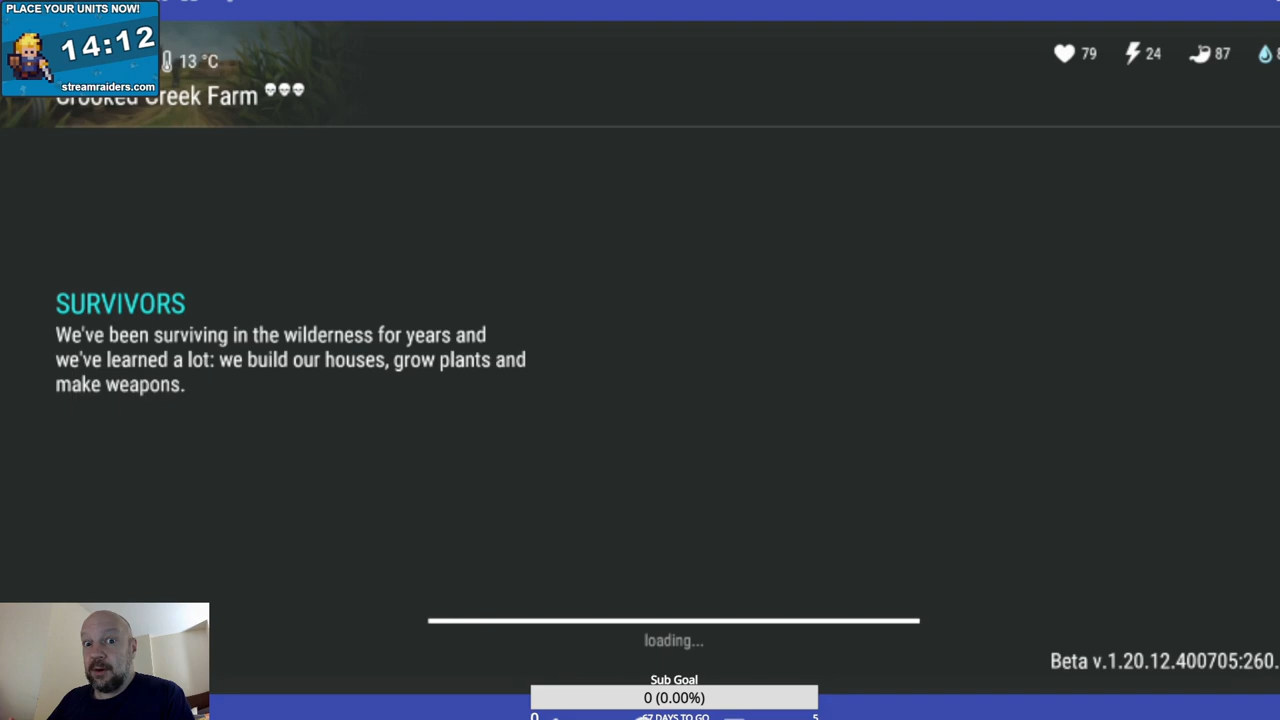 PLACE YOUR UNITS NOW!
14:12
streamraiders.com
13 °C
Crooked Creek Farm
79
24
87
SURVIVORS
We've been surviving in the wilderness for years and
we've learned a lot: we build our houses, grow plants and
make weapons.
loading...
Beta v.1.20.12.400705:260.
Sub Goal
0 (0.00%)
0
67 DAYS TO GO
5